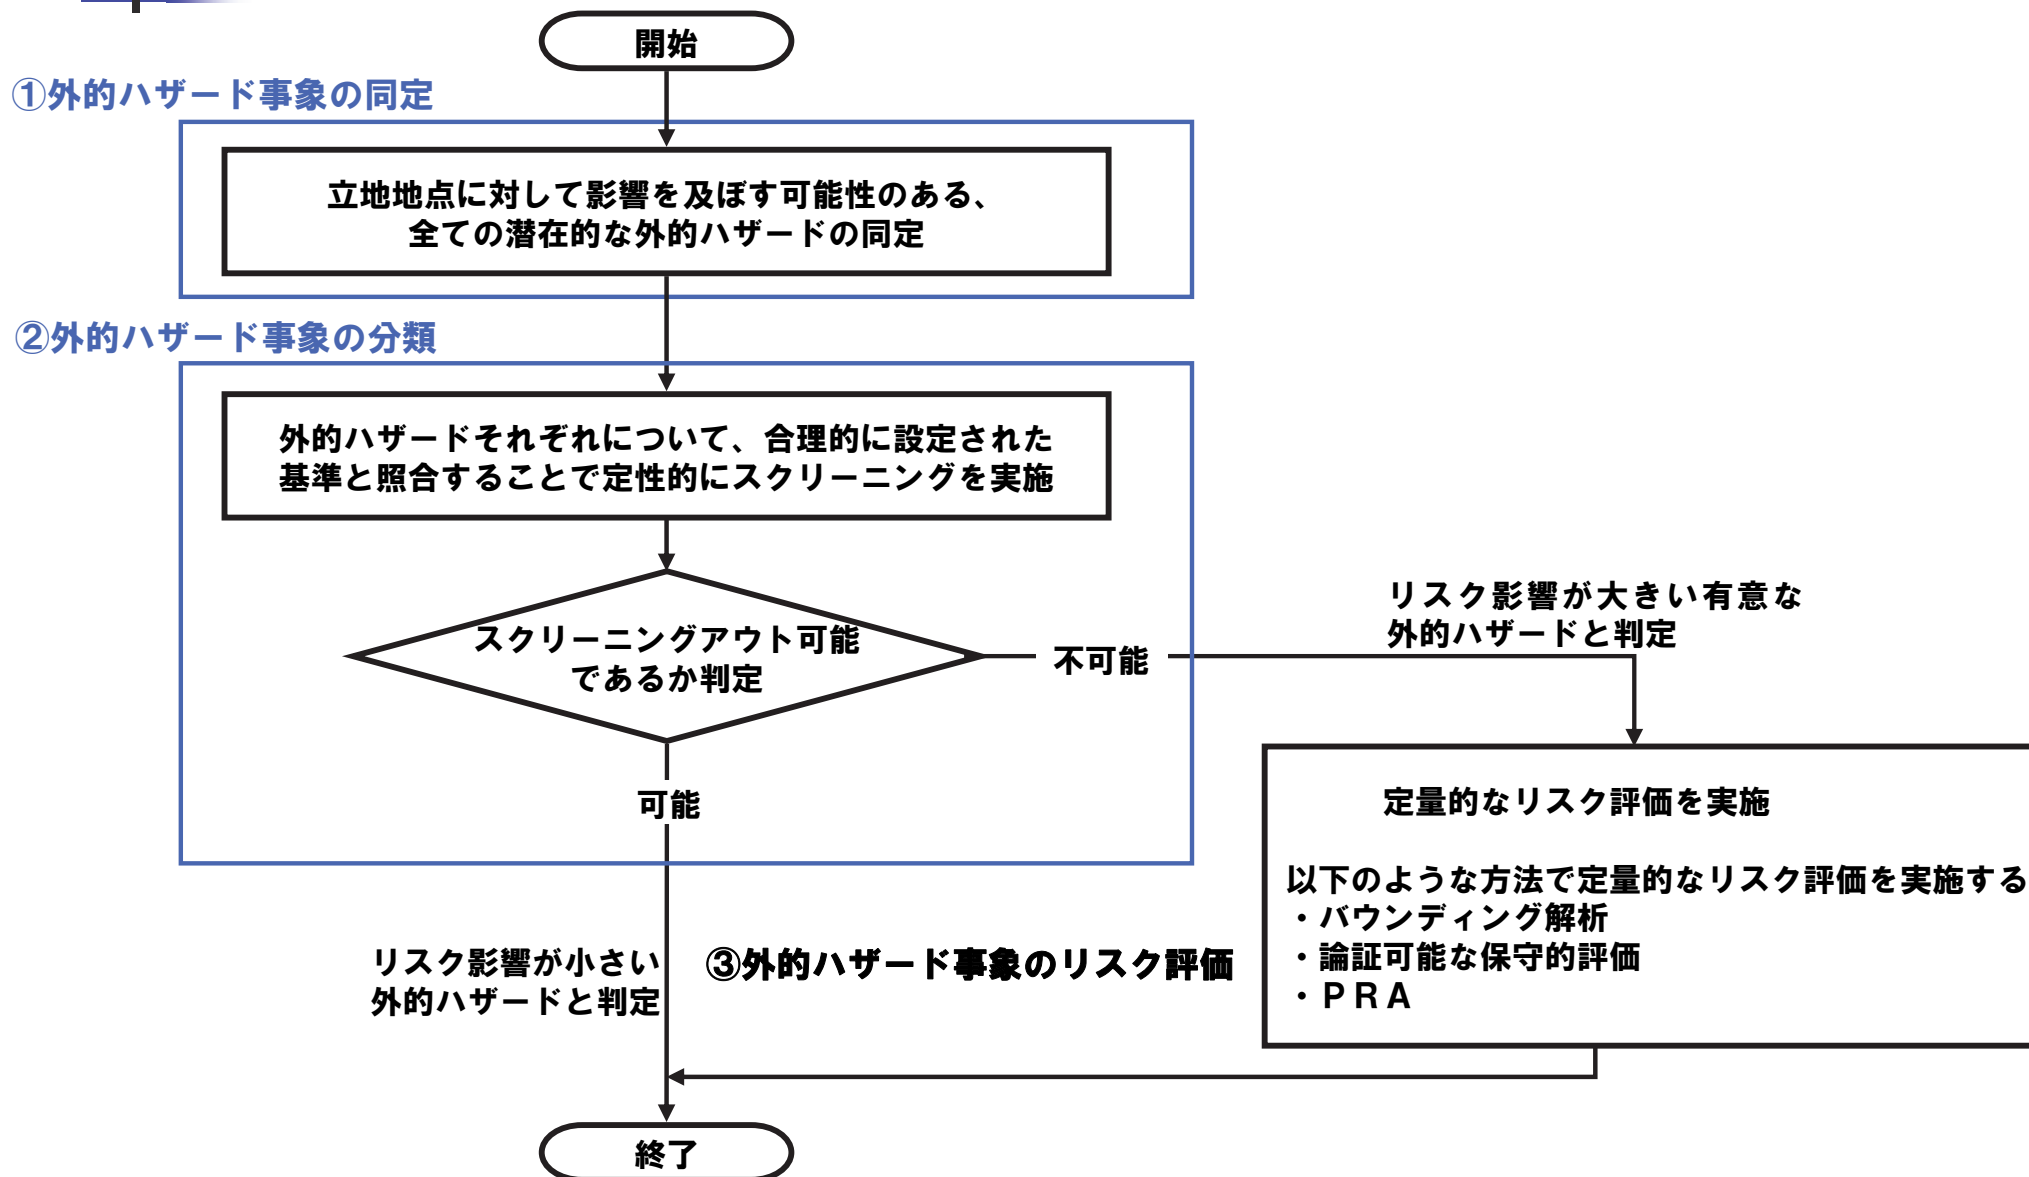 開始
①外的ハザード事象の同定
立地地点に対して影響を及ぼす可能性のある、
全ての潜在的な外的ハザードの同定
②外的ハザード事象の分類
外的ハザードそれぞれについて、合理的に設定された
基準と照合することで定性的にスクリーニングを実施
スクリーニングアウト可能
であるか判定
不可能
リスク影響が大きい有意な
外的ハザードと判定
可能
定量的なリスク評価を実施
以下のような方法で定量的なリスク評価を実施する
・バウンディング解析
・論証可能な保守的評価
・ＰＲＡ
リスク影響が小さい
外的ハザードと判定
③外的ハザード事象のリスク評価
終了